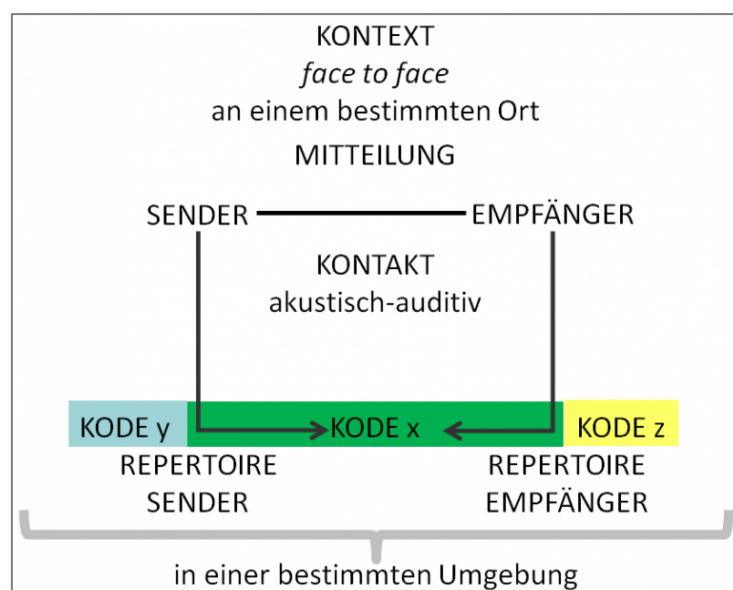 KONTEXT
face to face
an einem bestimmten Ort
MITTEILUNG
SENDER EMPFÄNGER
KONTAKT
akustisch-auditiv
KODE y KODE x KODE z
REPERTOIRE REPERTOIRE
SENDER EMPFÄNGER
in einer bestimmten Umgebung